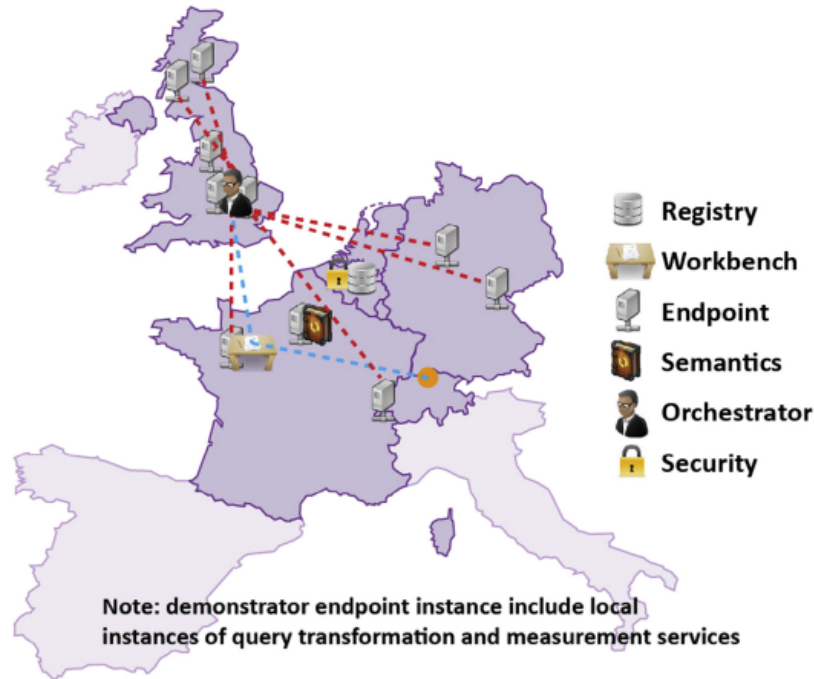 Registry
Workbench
Endpoint
Semantics
Orchestrator
Security
Note: demonstrator endpoint instance include local
instances of query transformation and measurement services